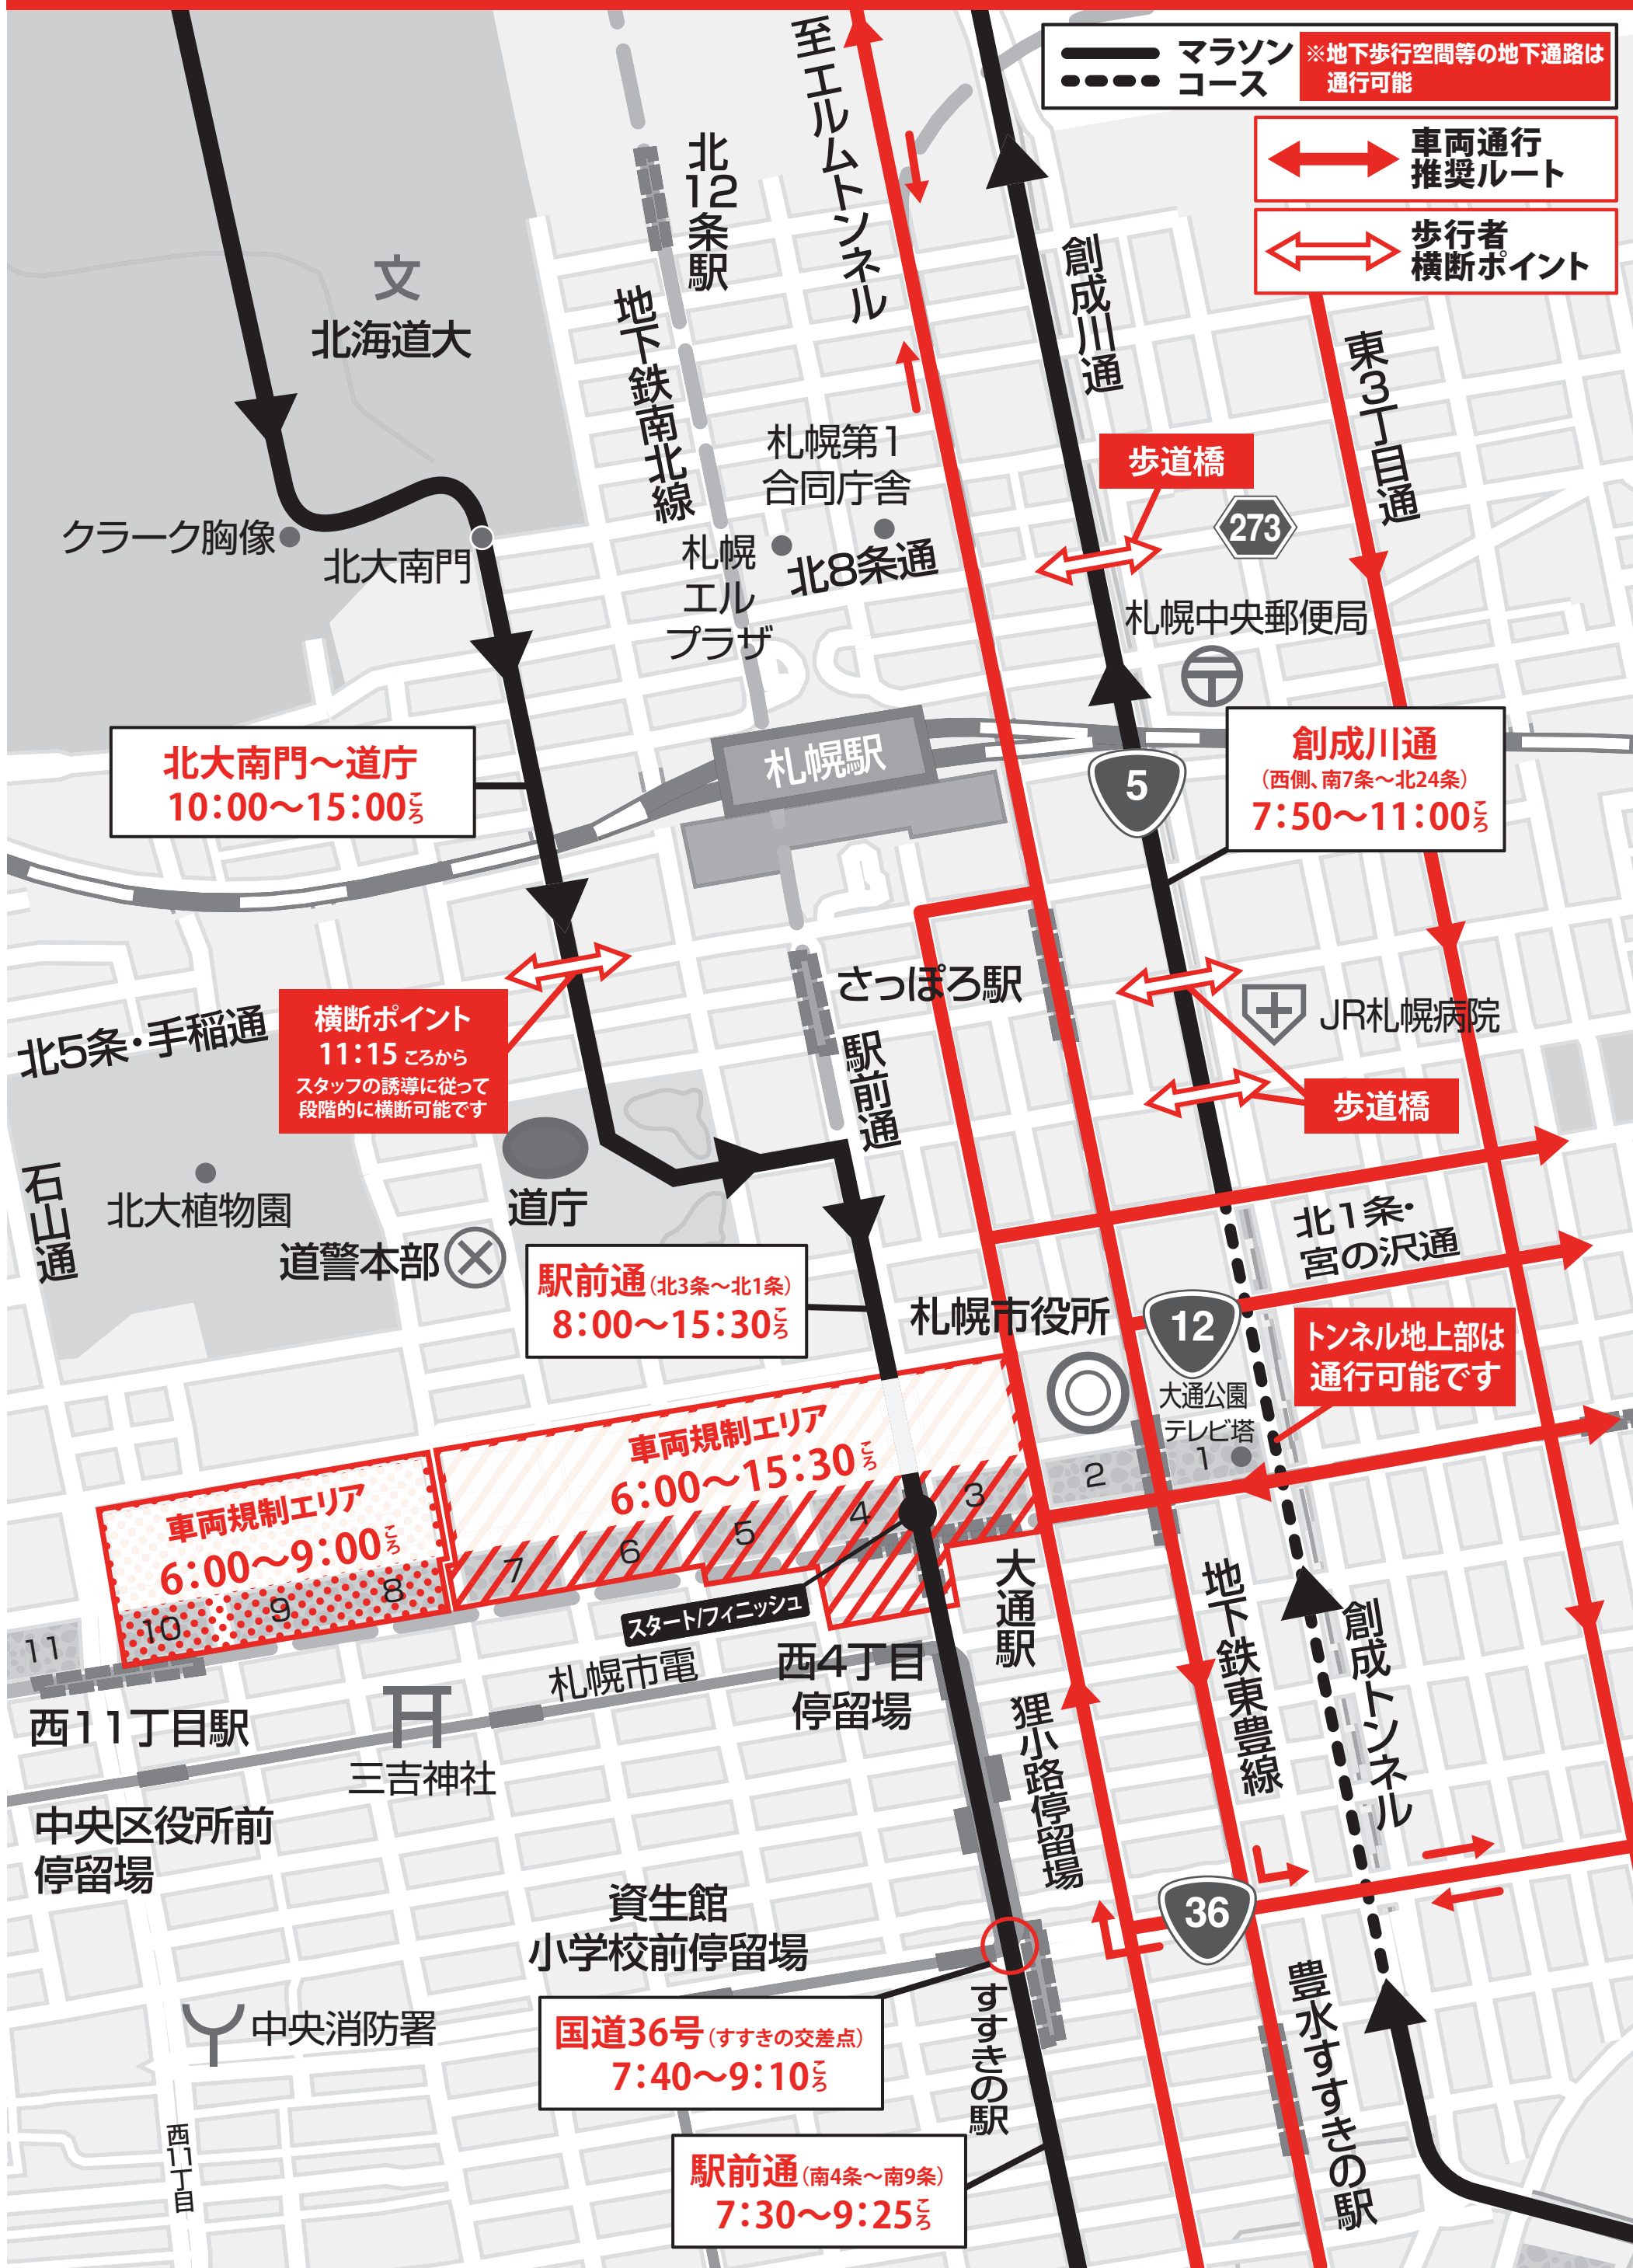 マラソン
コース
※地下歩行空間等の地下通路は
通行可能
車両通行
推奨ルート
歩行者
横断ポイント
至エルムトンネル
北12条駅
地下鉄南北線
創成川通
東3丁目通
文
北海道大
クラーク胸像
北大南門
札幌第1
合同庁舎
札幌
エル
プラザ
北8条通
歩道橋
273
札幌中央郵便局
北大南門〜道庁
10:00〜15:00ころ
札幌駅
5
創成川通
(西側、南7条〜北24条)
7:50〜11:00ころ
さっぽろ駅
JR札幌病院
北5条・手稲通
横断ポイント
11:15ころから
スタッフの誘導に従って
段階的に横断可能です
駅前通
歩道橋
石山通
北大植物園
道庁
道警本部
駅前通(北3条〜北1条)
8:00〜15:30ころ
北1条・
宮の沢通
札幌市役所
12
トンネル地上部は
通行可能です
大通公園
テレビ塔
車両規制エリア
6:00〜15:30ころ
車両規制エリア
6:00〜9:00ころ
11
10
9
8
7
6
5
4
3
2
1
スタート/フィニッシュ
大通駅
札幌市電
西4丁目
停留場
地下鉄東豊線
創成トンネル
西11丁目駅
三吉神社
狸小路停留場
中央区役所前
停留場
資生館
小学校前停留場
36
中央消防署
すすきの駅
豊水すすきの駅
国道36号(すすきの交差点)
7:40〜9:10ころ
西11丁目
駅前通(南4条〜南9条)
7:30〜9:25ころ